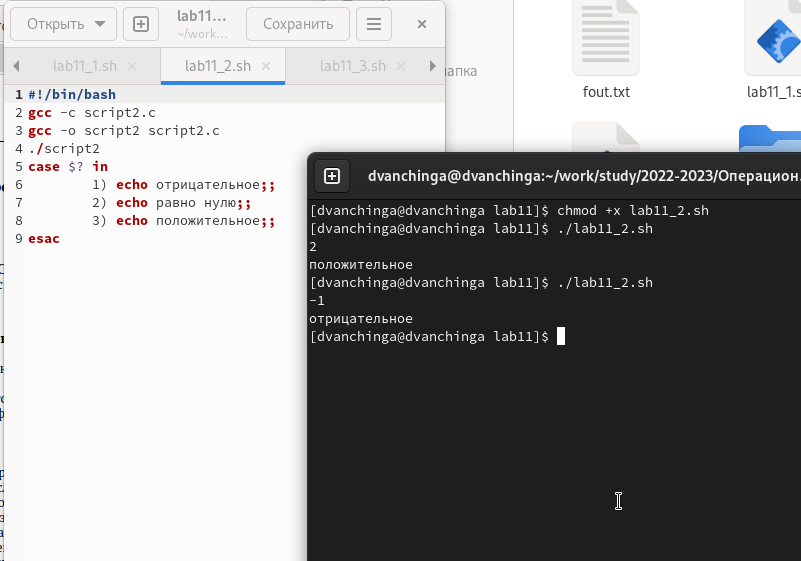 Открыть
lab11...
~/work...
Сохранить
lab11_1.sh
lab11_2.sh
lab11_3.sh
1 #!/bin/bash
2 gcc -c script2.c
3 gcc -o script2 script2.c
4 ./script2
5 case $? in
6 1) echo отрицательное;;
7 2) echo равно нулю;;
8 3) echo положительное;;
9 esac
апка
fout.txt
lab11_1.s
dvanchinga@dvanchinga:~/work/study/2022-2023/Операцион.
[dvanchinga@dvanchinga lab11]$ chmod +x lab11_2.sh
[dvanchinga@dvanchinga lab11]$ ./lab11_2.sh
2
положительное
[dvanchinga@dvanchinga lab11]$ ./lab11_2.sh
-1
отрицательное
[dvanchinga@dvanchinga lab11]$